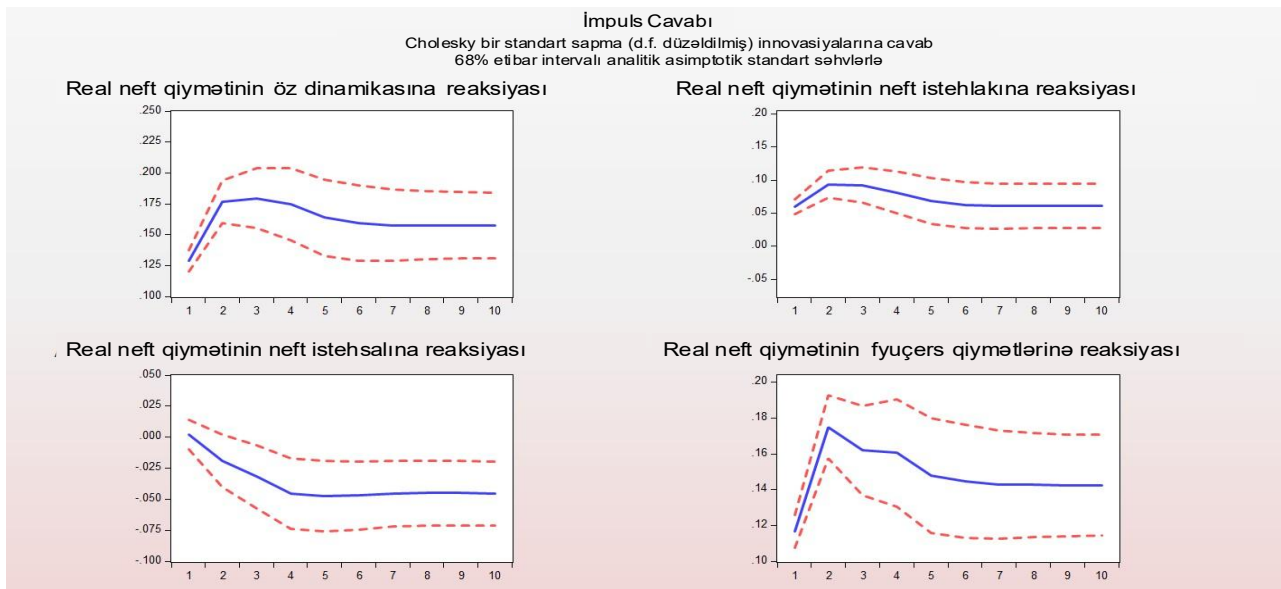 İmpuls Cavabı
Cholesky bir standart sapma (d.f. düzəldilmiş) innovasiyalarına cavab
68% etibar intervalı analitik asimptotik standart səhvlərlə
Real neft qiymətinin öz dinamikasına reaksiyası
.250
.225
.200
.175
.150
.125
.100
1 2 3 4 5 6 7 8 9 10
Real neft qiymətinin neft istehlakına reaksiyası
.20
.15
.10
.05
.00
-.05
1 2 3 4 5 6 7 8 9 10
Real neft qiymətinin neft istehsalına reaksiyası
.050
.025
.000
-.025
-.050
-.075
-.100
1 2 3 4 5 6 7 8 9 10
Real neft qiymətinin fyuçers qiymətlərinə reaksiyası
.20
.18
.16
.14
.12
.10
1 2 3 4 5 6 7 8 9 10